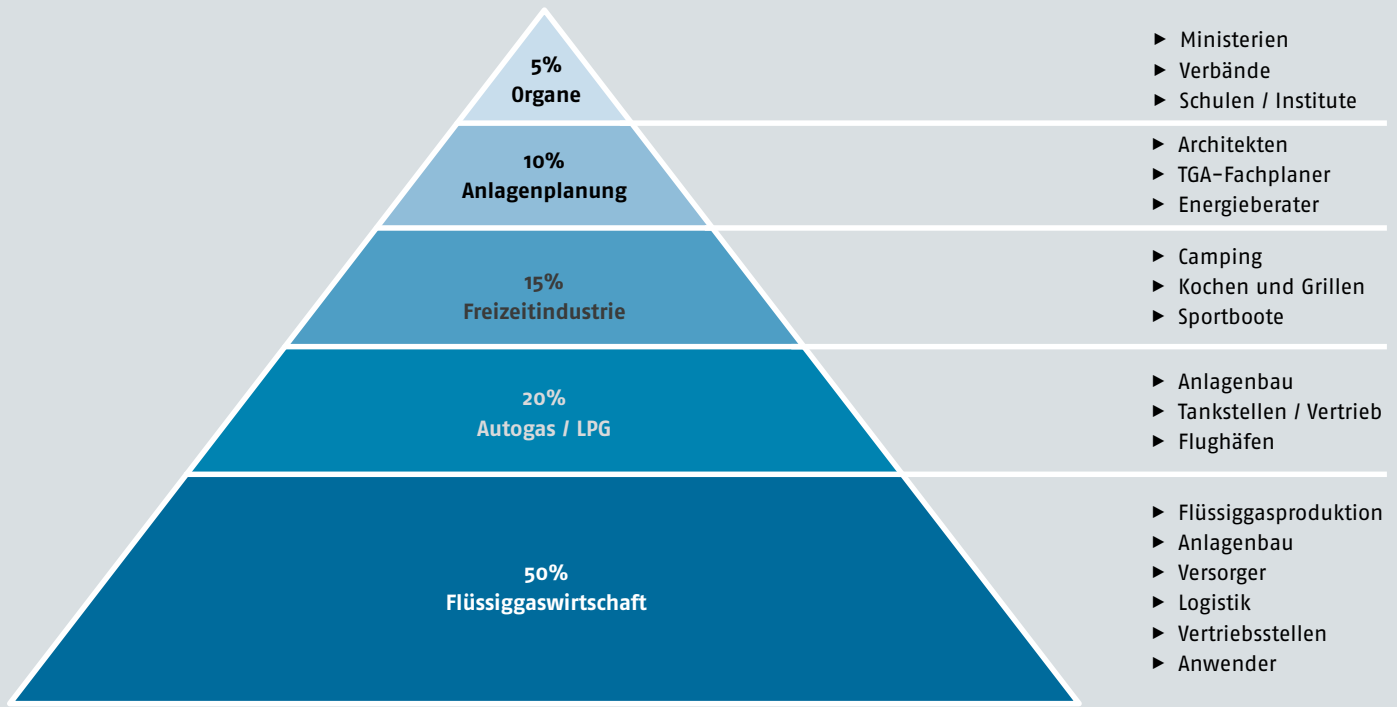 5%
Organe
▶ Ministerien
▶ Verbände
▶ Schulen / Institute
10%
Anlagenplanung
▶ Architekten
▶ TGA-Fachplaner
▶ Energieberater
15%
Freizeitindustrie
▶ Camping
▶ Kochen und Grillen
▶ Sportboote
20%
Autogas / LPG
▶ Anlagenbau
▶ Tankstellen / Vertrieb
▶ Flughäfen
50%
Flüssiggaswirtschaft
▶ Flüssiggasproduktion
▶ Anlagenbau
▶ Versorger
▶ Logistik
▶ Vertriebsstellen
▶ Anwender